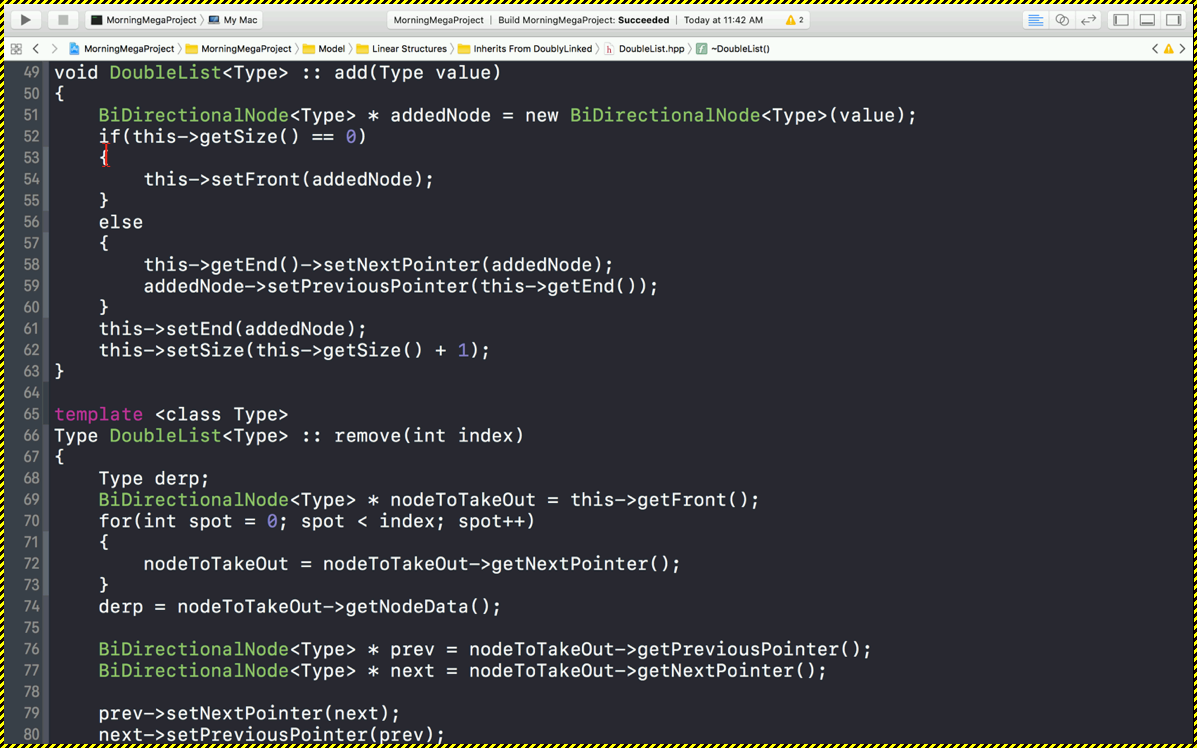 MorningMegaProject 〉 My Mac
MorningMegaProject | Build MorningMegaProject: Succeeded | Today at 11:42 AM 2
MorningMegaProject 〉 MorningMegaProject 〉 Model 〉 Linear Structures 〉 Inherits From DoublyLinked 〉 h DoubleList.hpp 〉 f ~DoubleList()
49 void DoubleList<Type> :: add(Type value)
50 {
51     BiDirectionalNode<Type> * addedNode = new BiDirectionalNode<Type>(value);
52     if(this->getSize() == 0)
53     {
54         this->setFront(addedNode);
55     }
56     else
57     {
58         this->getEnd()->setNextPointer(addedNode);
59         addedNode->setPreviousPointer(this->getEnd());
60     }
61     this->setEnd(addedNode);
62     this->setSize(this->getSize() + 1);
63 }
64
65 template <class Type>
66 Type DoubleList<Type> :: remove(int index)
67 {
68     Type derp;
69     BiDirectionalNode<Type> * nodeToTakeOut = this->getFront();
70     for(int spot = 0; spot < index; spot++)
71     {
72         nodeToTakeOut = nodeToTakeOut->getNextPointer();
73     }
74     derp = nodeToTakeOut->getNodeData();
75
76     BiDirectionalNode<Type> * prev = nodeToTakeOut->getPreviousPointer();
77     BiDirectionalNode<Type> * next = nodeToTakeOut->getNextPointer();
78
79     prev->setNextPointer(next);
80     next->setPreviousPointer(prev);